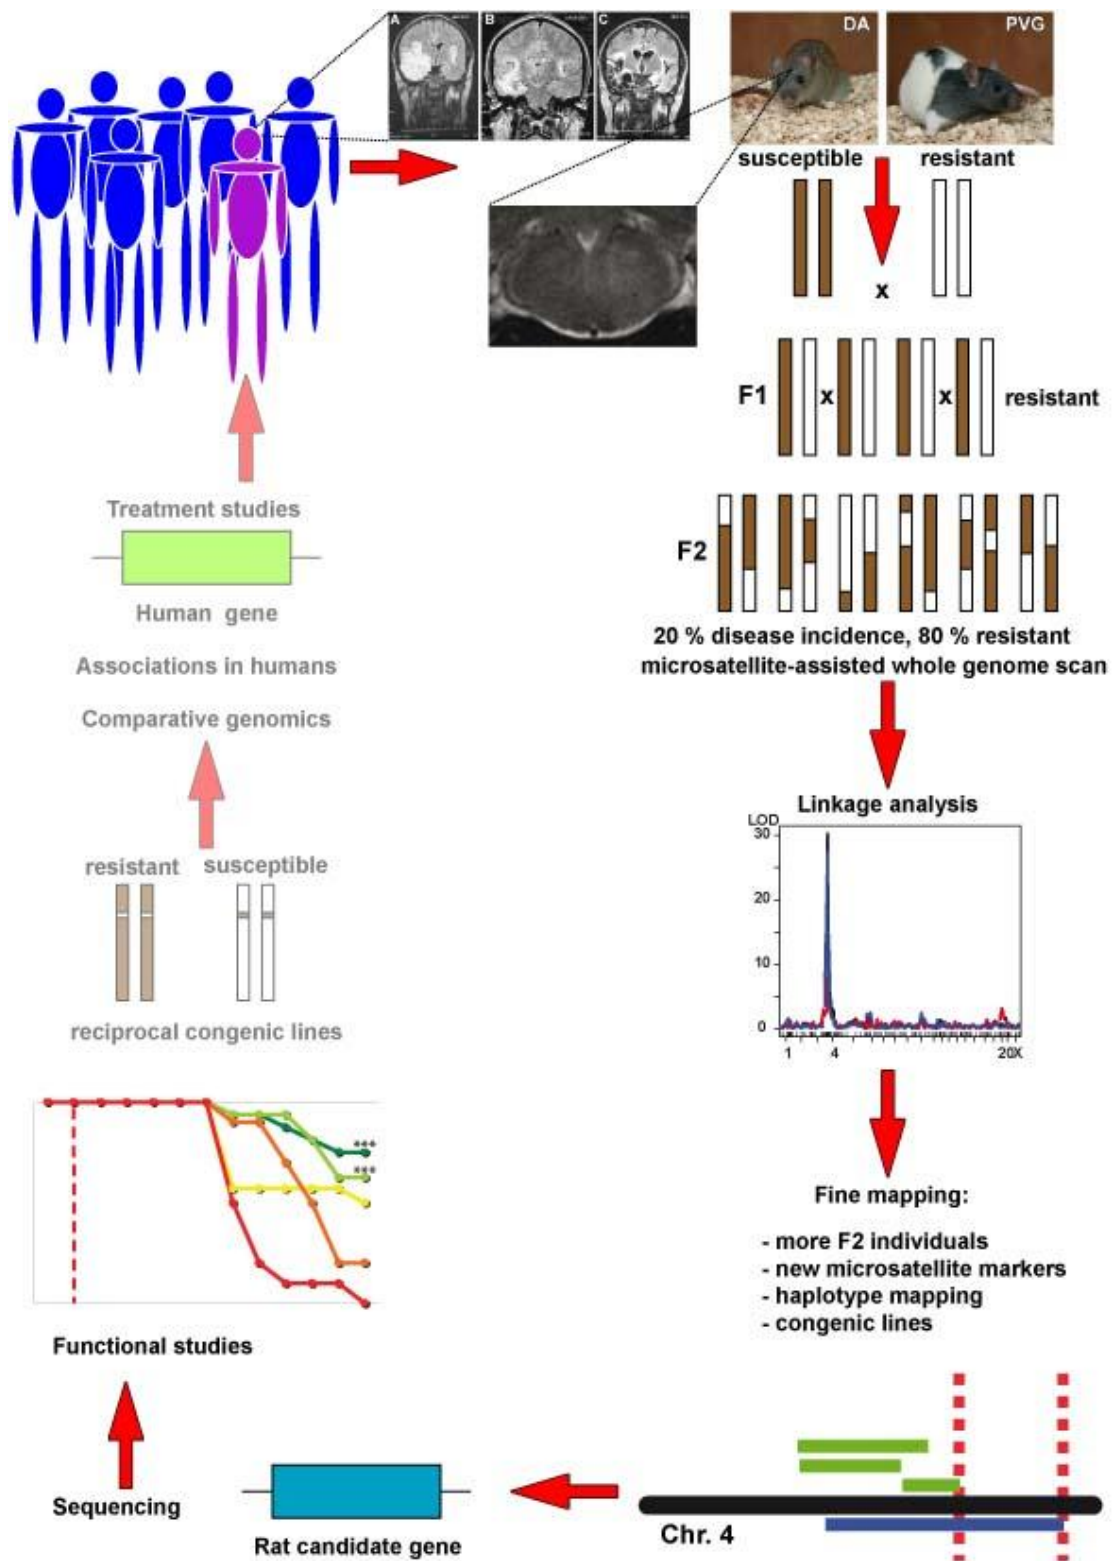 A
B
C
DA
PVG
susceptible
resistant
x
F1
x
x
resistant
F2
20 % disease incidence, 80 % resistant
microsatellite-assisted whole genome scan
Linkage analysis
LOD
30
20
10
0
1
4
20X
Fine mapping:
- more F2 individuals
- new microsatellite markers
- haplotype mapping
- congenic lines
Chr. 4
Rat candidate gene
Sequencing
Functional studies
***
***
reciprocal congenic lines
resistant
susceptible
Comparative genomics
Associations in humans
Human gene
Treatment studies